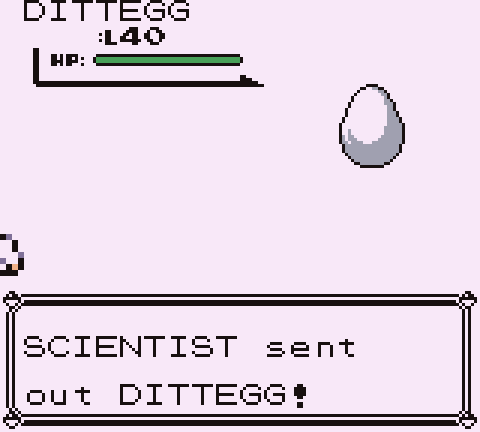 DITTEGG
:L40
HP:
SCIENTIST sent
out DITTEGG!